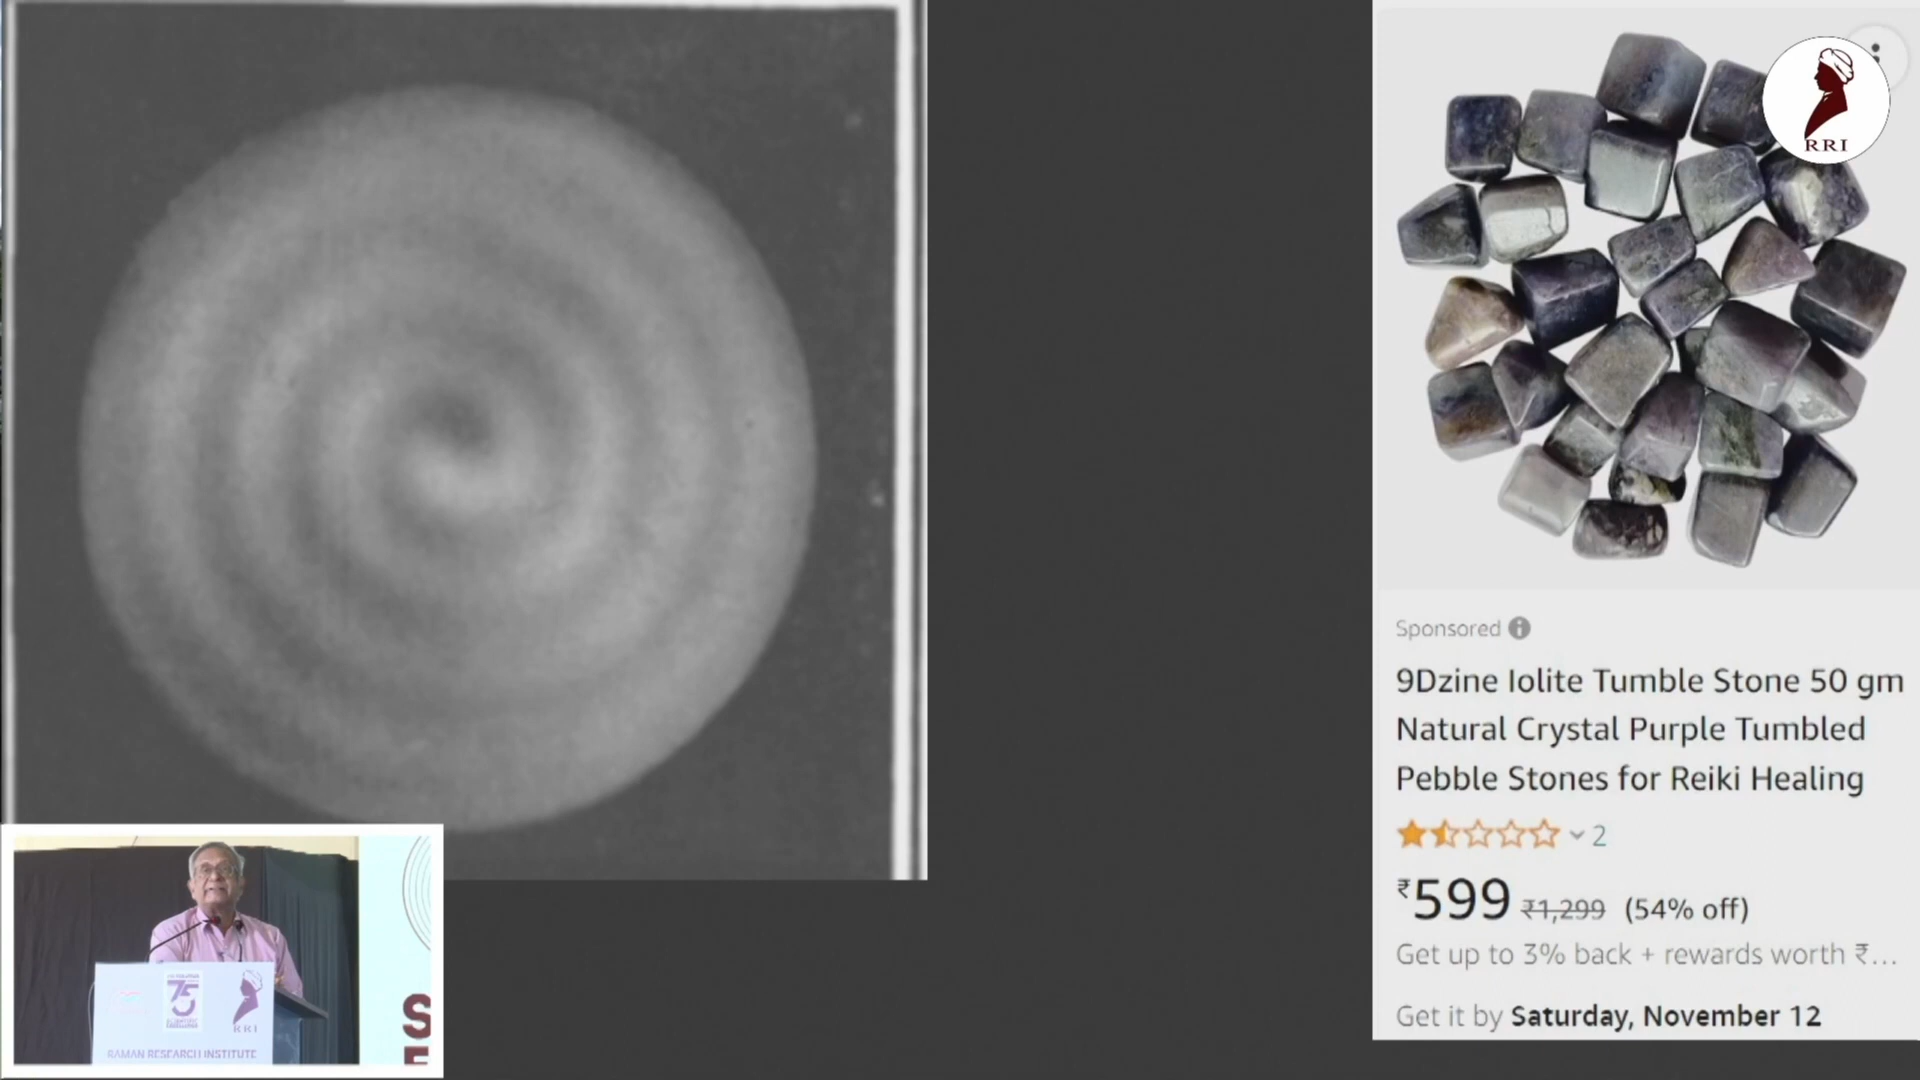 RRI
Sponsored
9Dzine Iolite Tumble Stone 50 gm
Natural Crystal Purple Tumbled
Pebble Stones for Reiki Healing
2
₹599 ₹1,299 (54% off)
Get up to 3% back + rewards worth ₹...
Get it by Saturday, November 12
75
RRI
RAMAN RESEARCH INSTITUTE
S